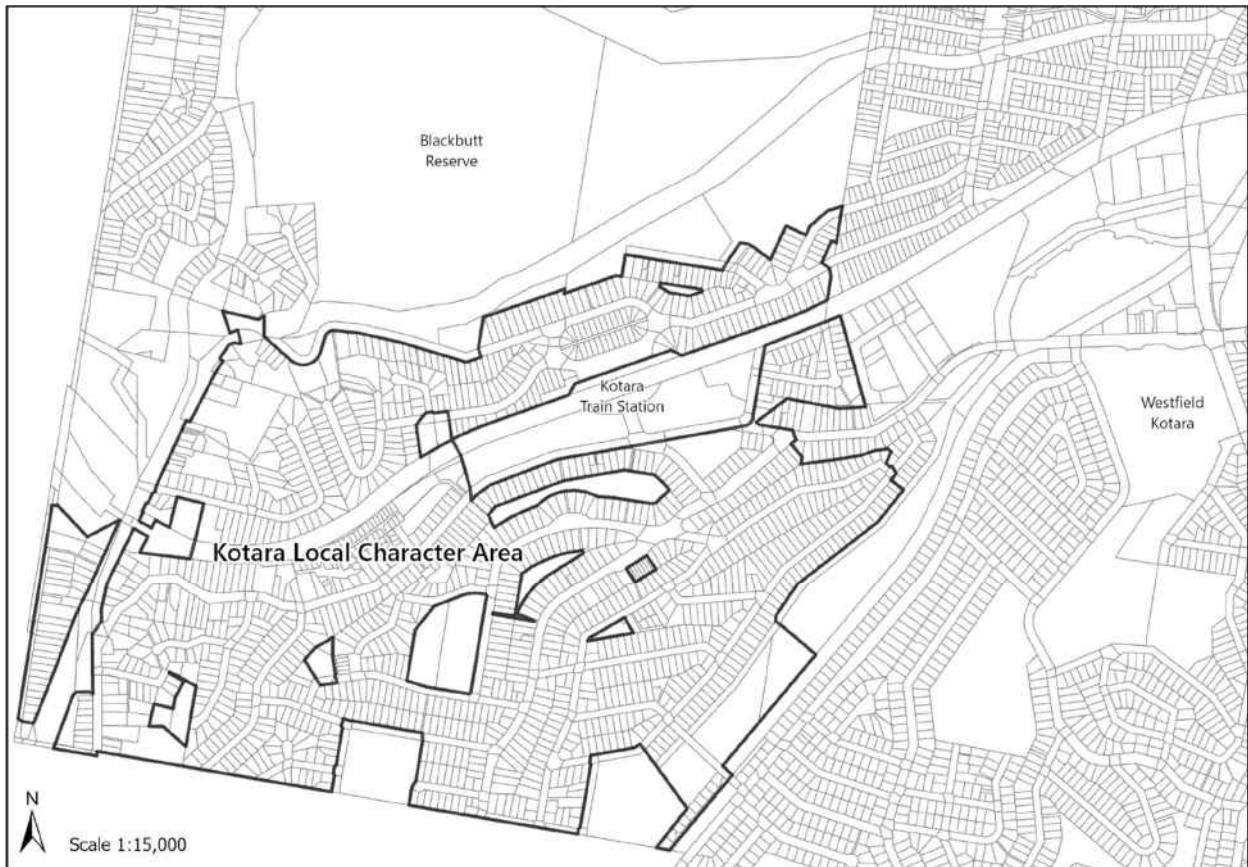 Blackbutt
Reserve
Kotara
Train Station
Westfield
Kotara
Kotara Local Character Area
N
Scale 1:15,000